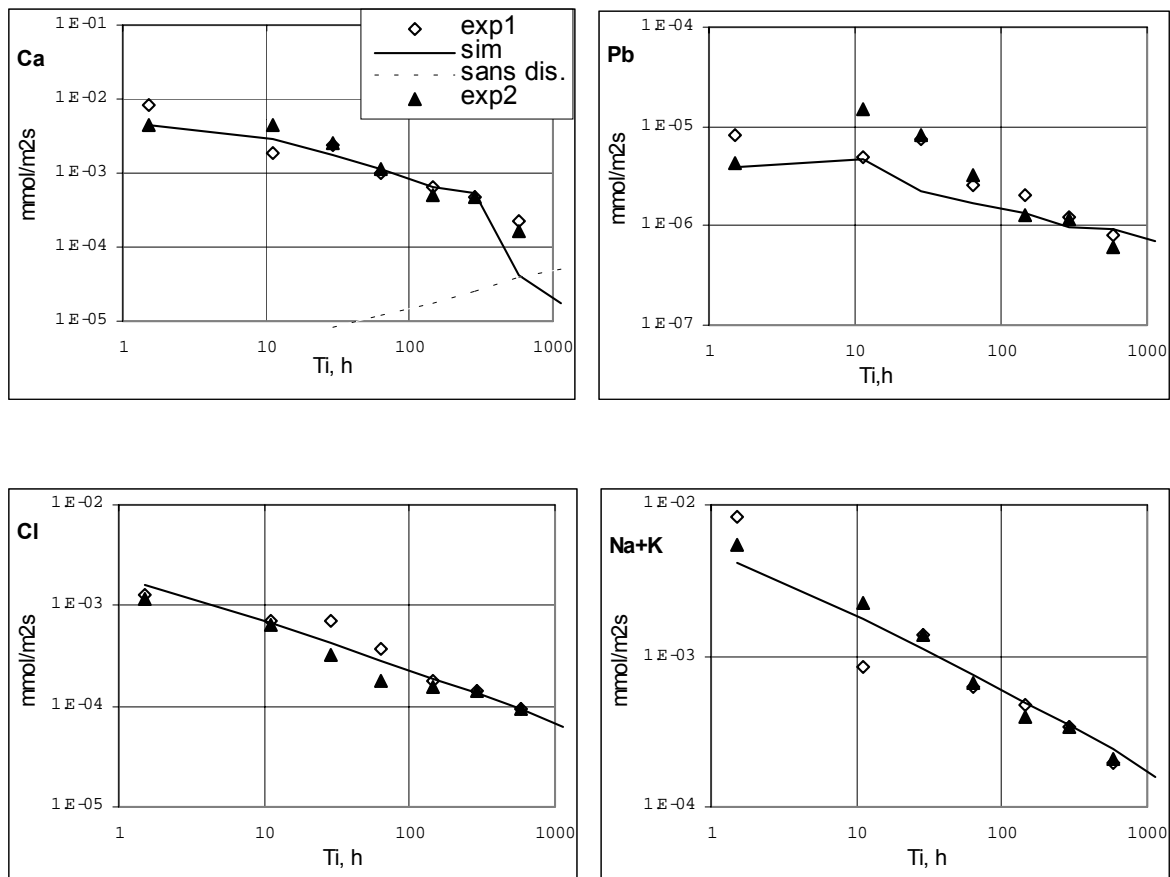 Ca
exp1
sim
sans dis.
exp2
1E-01
1E-02
1E-03
1E-04
1E-05
mmol/m2s
1
10
100
1000
Ti, h
Pb
1E-04
1E-05
1E-06
1E-07
mmol/m2s
1
10
100
1000
Ti,h
Cl
1E-02
1E-03
1E-04
1E-05
mmol/m2s
1
10
100
1000
Ti, h
Na+K
1E-02
1E-03
1E-04
mmol/m2s
1
10
100
1000
Ti, h